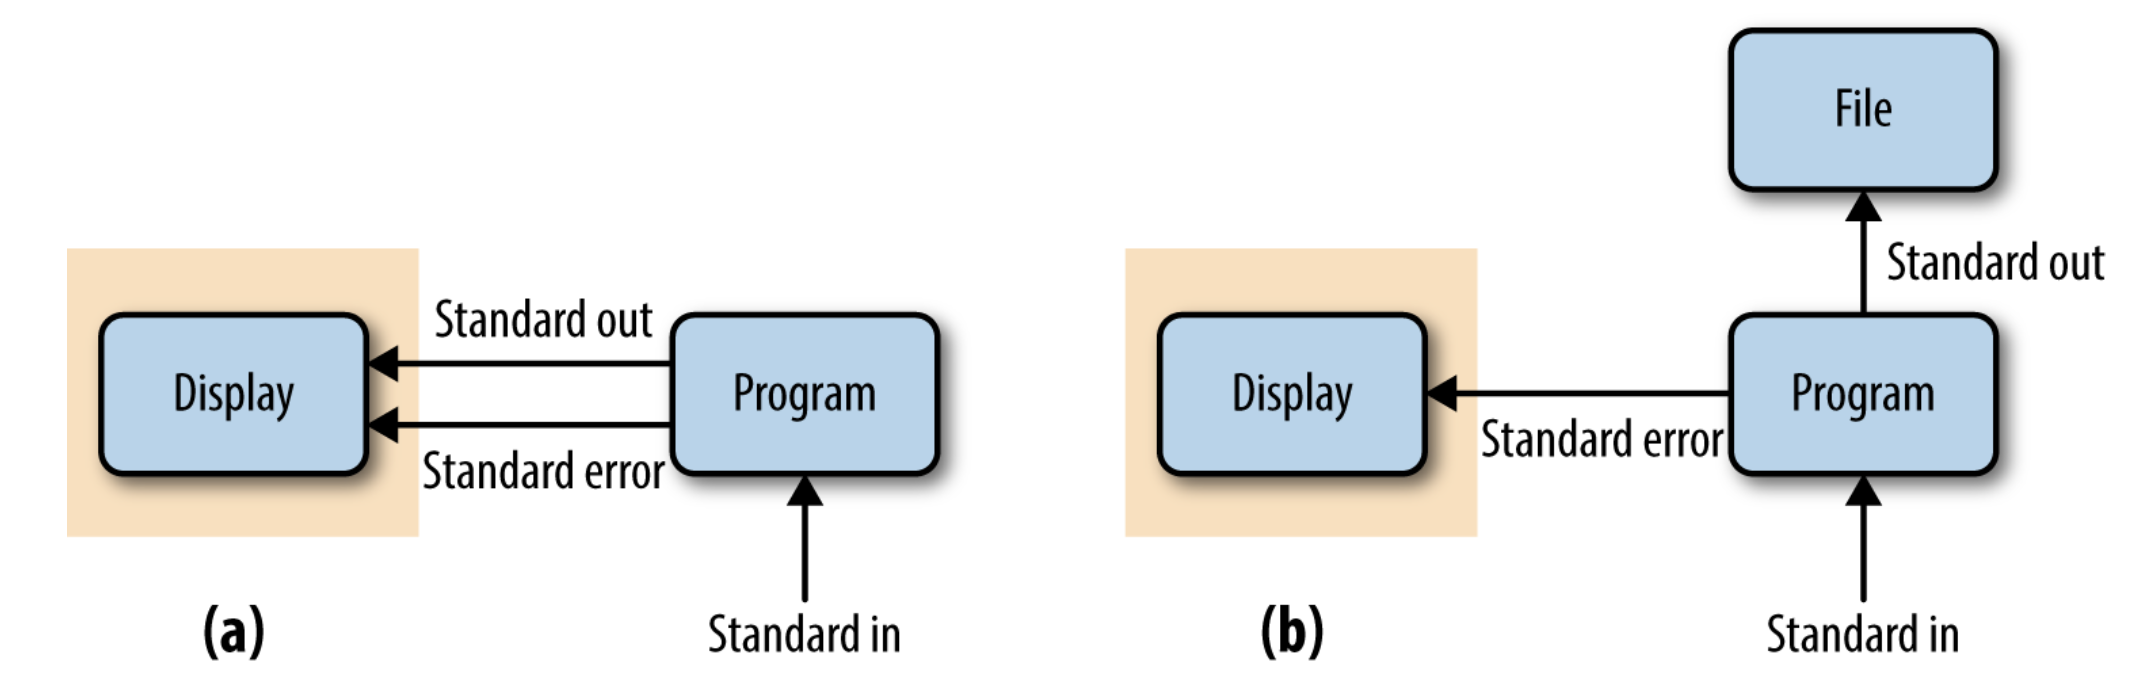 Display
Standard out
Standard error
Program
Standard in
(a)
File
Standard out
Display
Standard error
Program
Standard in
(b)